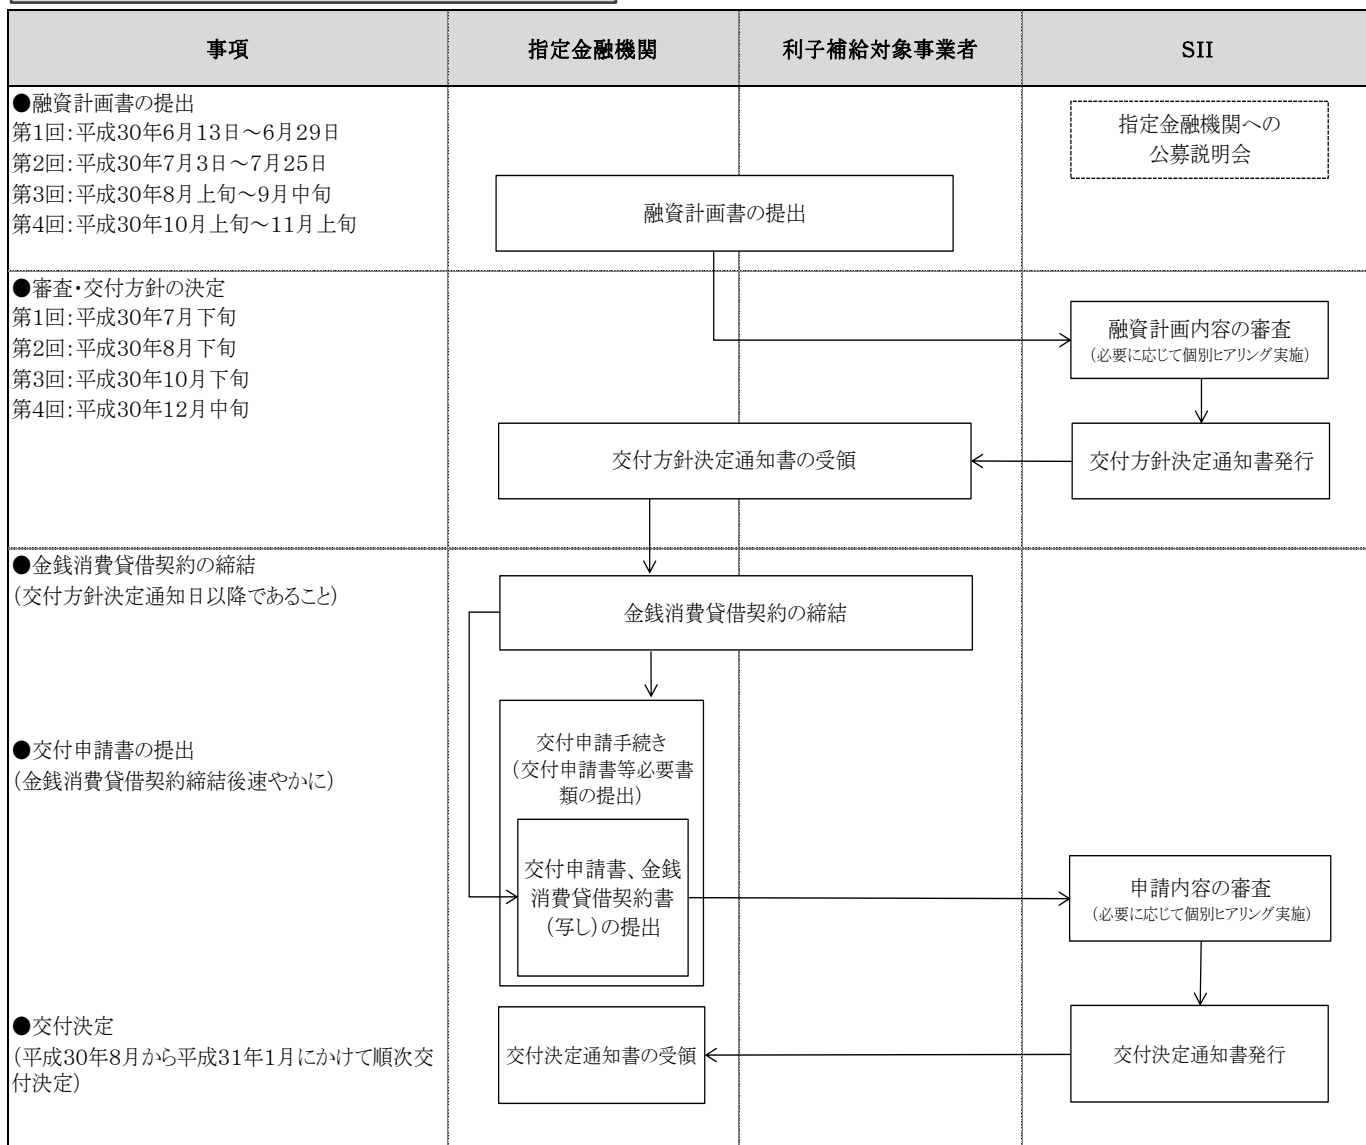 事項 指定金融機関 利子補給対象事業者 SII
●融資計画書の提出
第1回:平成30年6月13日～6月29日
第2回:平成30年7月3日～7月25日
第3回:平成30年8月上旬～9月中旬
第4回:平成30年10月上旬～11月上旬
指定金融機関への
公募説明会
融資計画書の提出
●審査・交付方針の決定
第1回:平成30年7月下旬
第2回:平成30年8月下旬
第3回:平成30年10月下旬
第4回:平成30年12月中旬
融資計画内容の審査
(必要に応じて個別ヒアリング実施)
交付方針決定通知書の受領
交付方針決定通知書発行
●金銭消費貸借契約の締結
(交付方針決定通知日以降であること)
金銭消費貸借契約の締結
●交付申請書の提出
(金銭消費貸借契約締結後速やかに)
交付申請手続き
(交付申請書等必要書
類の提出)
交付申請書、金銭
消費貸借契約書
(写し)の提出
申請内容の審査
(必要に応じて個別ヒアリング実施)
●交付決定
(平成30年8月から平成31年1月にかけて順次交
付決定)
交付決定通知書の受領
交付決定通知書発行